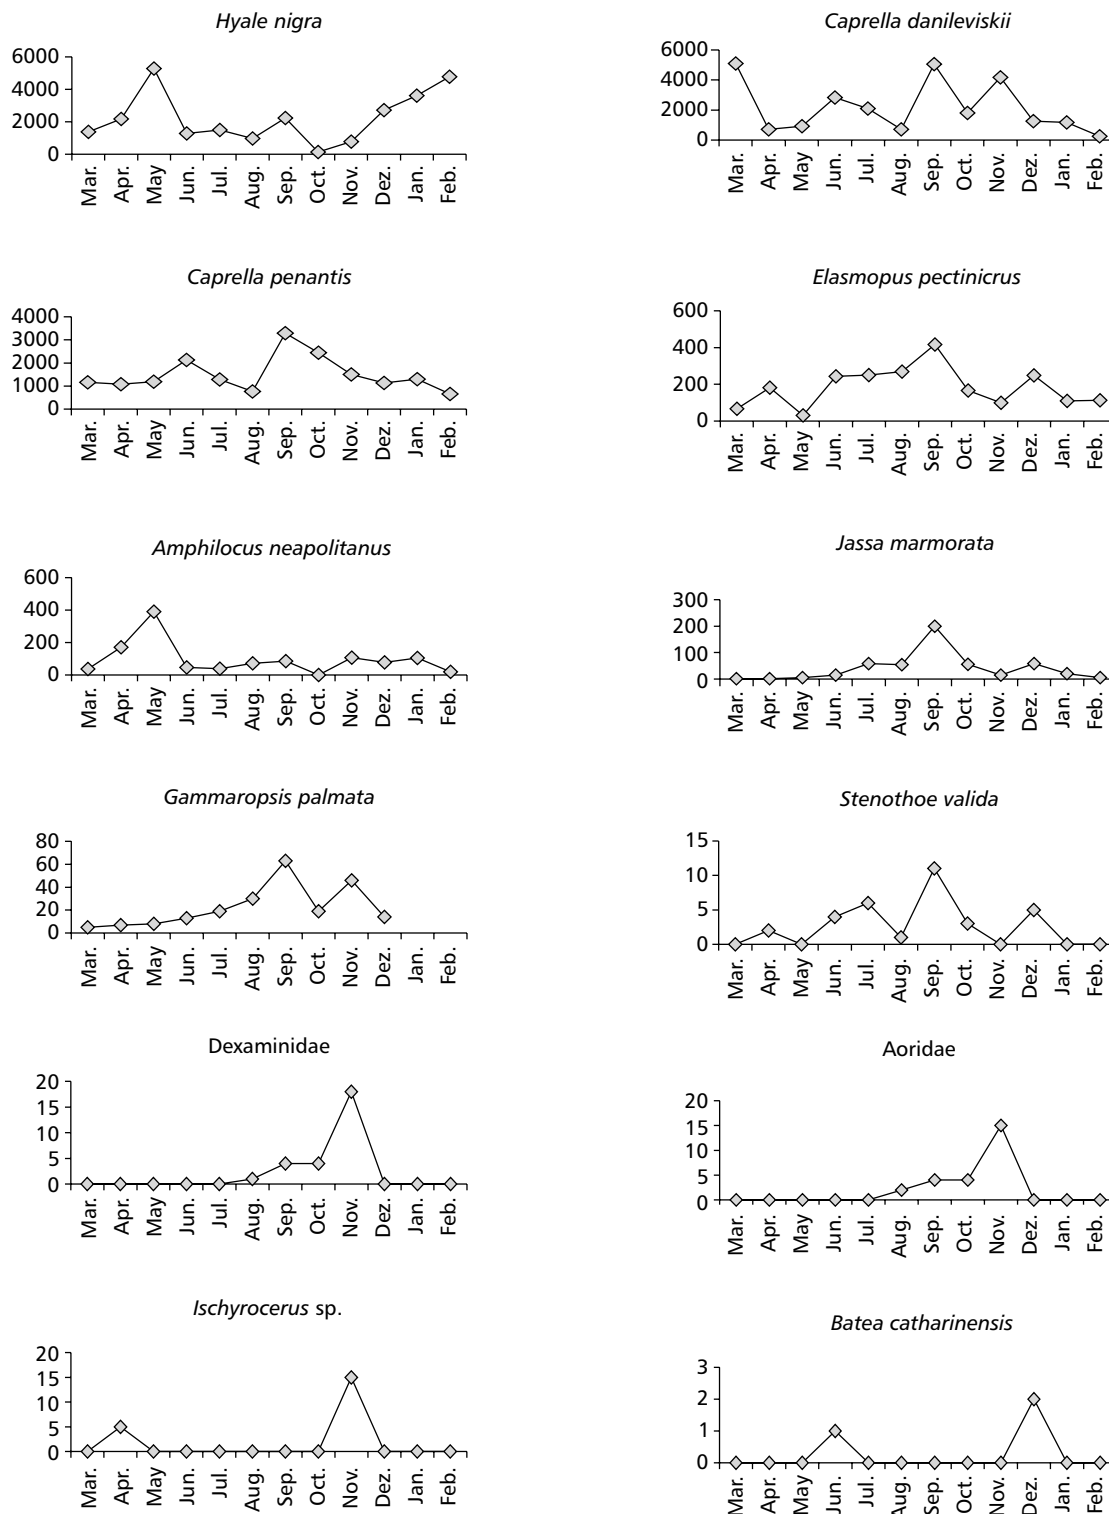 Hyale nigra
6000
4000
2000
0
Mar. Apr. May Jun. Jul. Aug. Sep. Oct. Nov. Dez. Jan. Feb.
Caprella danileviskii
6000
4000
2000
0
Mar. Apr. May Jun. Jul. Aug. Sep. Oct. Nov. Dez. Jan. Feb.
Caprella penantis
4000
3000
2000
1000
0
Mar. Apr. May Jun. Jul. Aug. Sep. Oct. Nov. Dez. Jan. Feb.
Elasmopus pectinicrus
600
400
200
0
Mar. Apr. May Jun. Jul. Aug. Sep. Oct. Nov. Dez. Jan. Feb.
Amphilocus neapolitanus
600
400
200
0
Mar. Apr. May Jun. Jul. Aug. Sep. Oct. Nov. Dez. Jan. Feb.
Jassa marmorata
300
200
100
0
Mar. Apr. May Jun. Jul. Aug. Sep. Oct. Nov. Dez. Jan. Feb.
Gammaropsis palmata
80
60
40
20
0
Mar. Apr. May Jun. Jul. Aug. Sep. Oct. Nov. Dez. Jan. Feb.
Stenothoe valida
15
10
5
0
Mar. Apr. May Jun. Jul. Aug. Sep. Oct. Nov. Dez. Jan. Feb.
Dexaminidae
20
15
10
5
0
Mar. Apr. May Jun. Jul. Aug. Sep. Oct. Nov. Dez. Jan. Feb.
Aoridae
20
15
10
5
0
Mar. Apr. May Jun. Jul. Aug. Sep. Oct. Nov. Dez. Jan. Feb.
Ischyrocerus sp.
20
15
10
5
0
Mar. Apr. May Jun. Jul. Aug. Sep. Oct. Nov. Dez. Jan. Feb.
Batea catharinensis
3
2
1
0
Mar. Apr. May Jun. Jul. Aug. Sep. Oct. Nov. Dez. Jan. Feb.